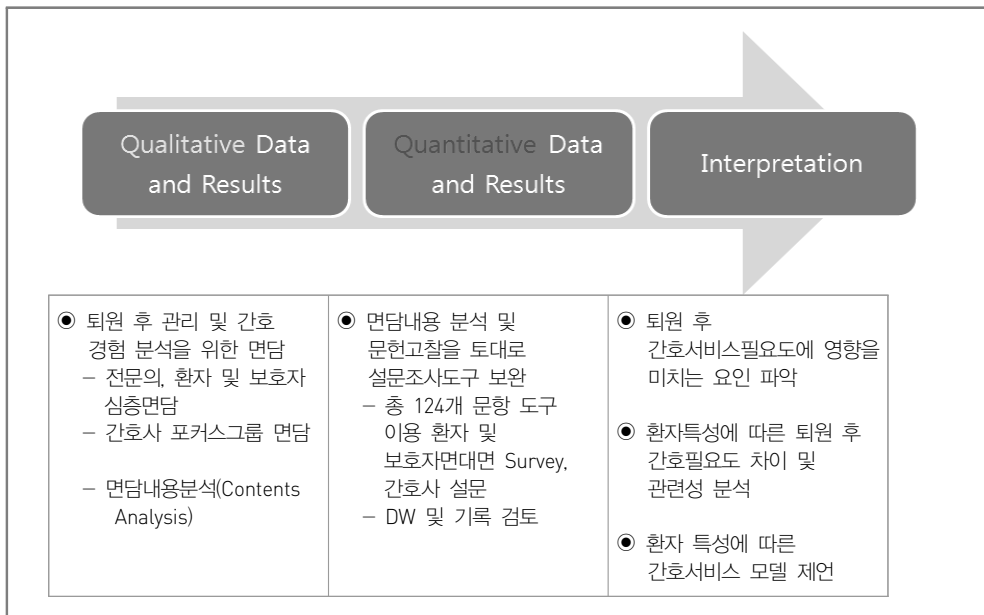 Qualitative Data
and Results
Quantitative Data
and Results
Interpretation
◉ 퇴원 후 관리 및 간호
경험 분석을 위한 면담
– 전문의, 환자 및 보호자
심층면담
– 간호사 포커스그룹 면담
– 면담내용분석(Contents
Analysis)
◉ 면담내용 분석 및
문헌고찰을 토대로
설문조사도구 보완
– 총 124개 문항 도구
이용 환자 및
보호자면대면 Survey,
간호사 설문
– DW 및 기록 검토
◉ 퇴원 후
간호서비스필요도에 영향을
미치는 요인 파악
◉ 환자특성에 따른 퇴원 후
간호필요도 차이 및
관련성 분석
◉ 환자 특성에 따른
간호서비스 모델 제언